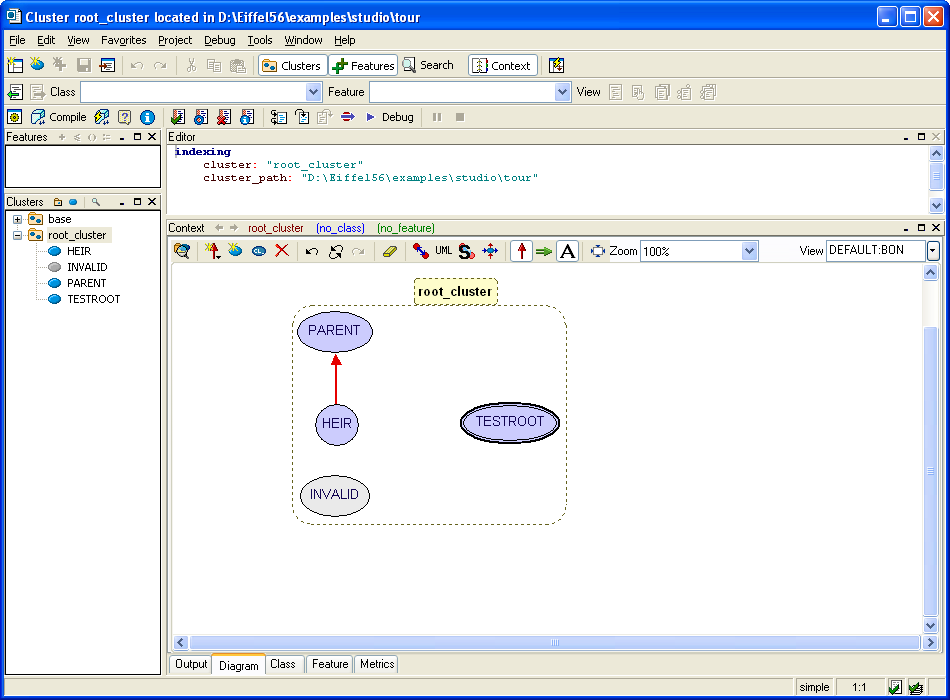 Cluster root_cluster located in D:\Eiffel56\examples\studio\tour
File Edit View Favorites Project Debug Tools Window Help
Clusters Features Search Context
Class Feature View
Compile Debug
Features
Editor
indexing
cluster: "root_cluster"
cluster_path: "D:\Eiffel56\examples\studio\tour"
Clusters
base
root_cluster
HEIR
INVALID
PARENT
TESTROOT
Context root_cluster (no_class) (no_feature)
UML A Zoom 100% View DEFAULT:BON
root_cluster
PARENT
HEIR
TESTROOT
INVALID
Output Diagram Class Feature Metrics
simple 1:1